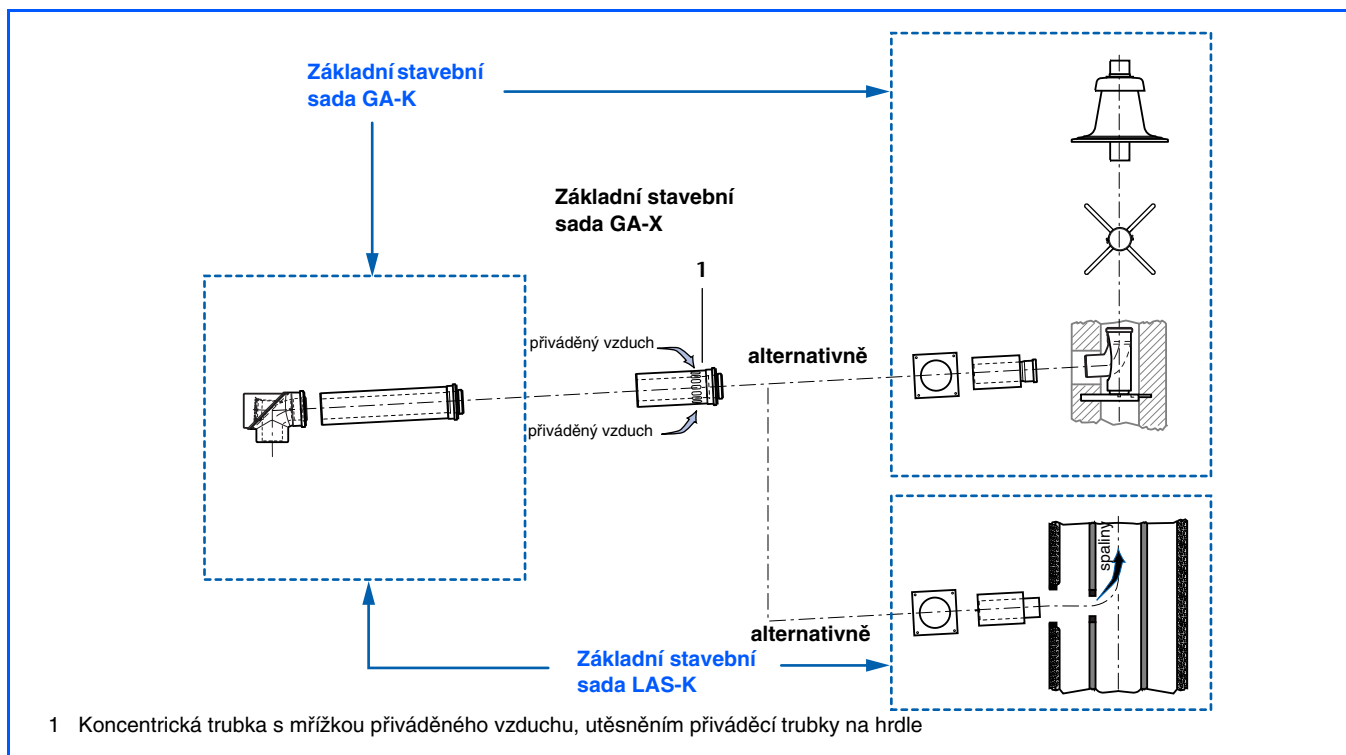 Základní stavební
sada GA-K
Základní stavební
sada GA-X
1
přiváděný vzduch
alternativně
přiváděný vzduch
spaliny
alternativně
Základní stavební
sada LAS-K
1 Koncentrická trubka s mřížkou přiváděného vzduchu, utěsněním přiváděcí trubky na hrdle